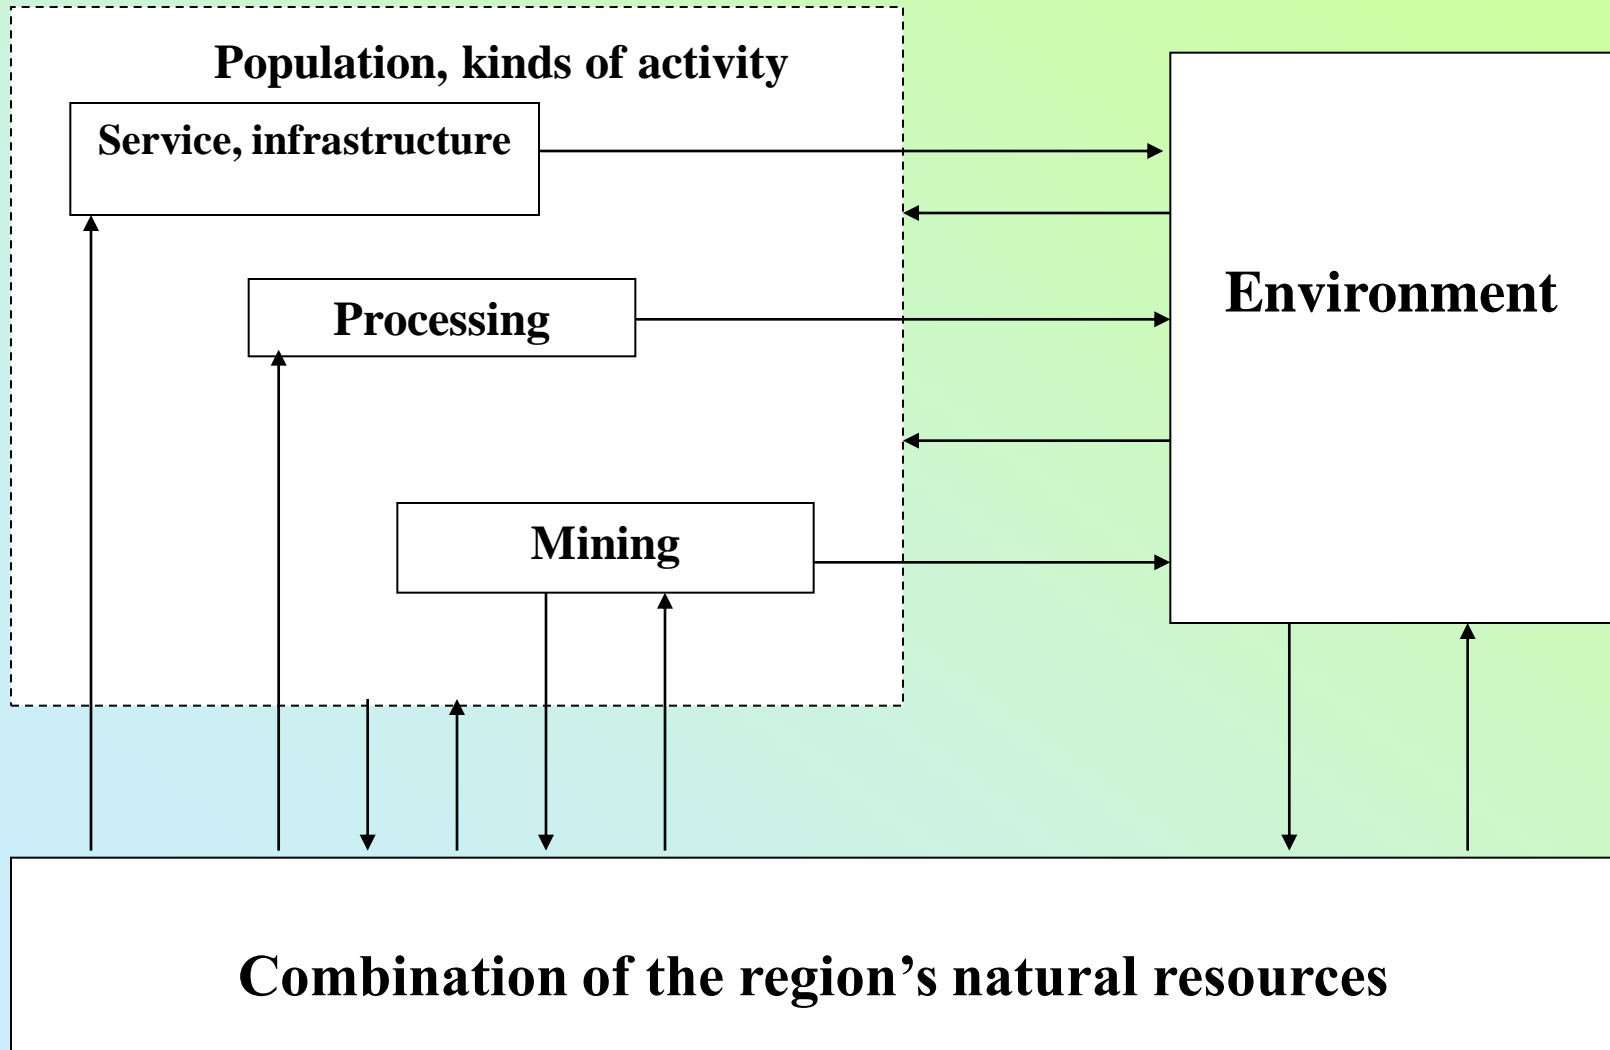 Population, kinds of activity
Service, infrastructure
Processing
Mining
Environment
Combination of the region’s natural resources